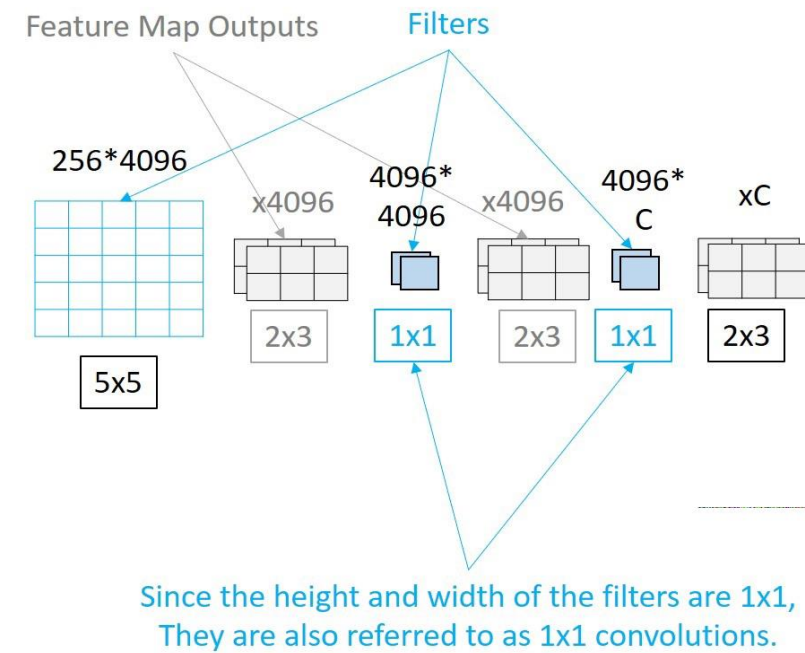 Feature Map Outputs
Filters
256*4096
x4096
4096*
4096
x4096
4096*
C
xC
5x5
2x3
1x1
2x3
1x1
2x3
Since the height and width of the filters are 1x1,
They are also referred to as 1x1 convolutions.